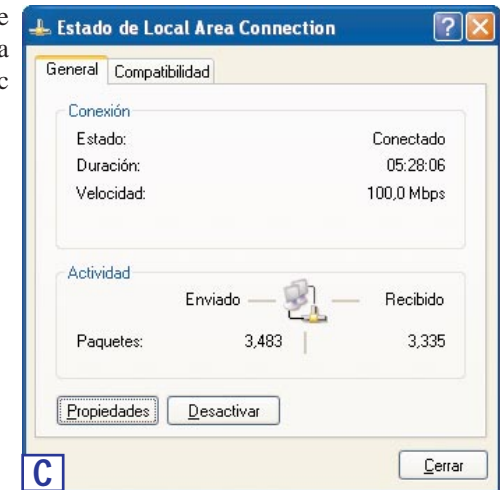 e
a
c
Estado de Local Area Connection
General Compatibilidad
Conexión
Estado: Conectado
Duración: 05:28:06
Velocidad: 100,0 Mbps
Actividad
Enviado Recibido
Paquetes: 3,483 3,335
Propiedades Desactivar
Cerrar
C